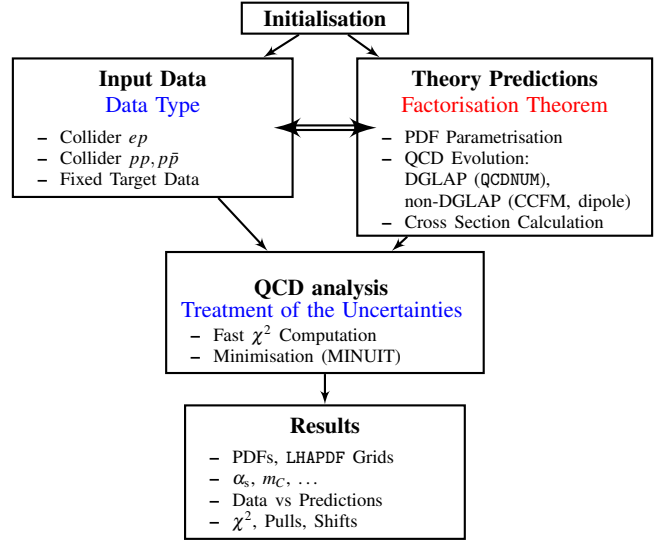 Initialisation
Input Data
Data Type
– Collider ep
– Collider pp, pp̄
– Fixed Target Data
Theory Predictions
Factorisation Theorem
– PDF Parametrisation
– QCD Evolution:
DGLAP (QCDNUM),
non-DGLAP (CCFM, dipole)
– Cross Section Calculation
QCD analysis
Treatment of the Uncertainties
– Fast χ² Computation
– Minimisation (MINUIT)
Results
– PDFs, LHAPDF Grids
– αₛ, m_C, …
– Data vs Predictions
– χ², Pulls, Shifts